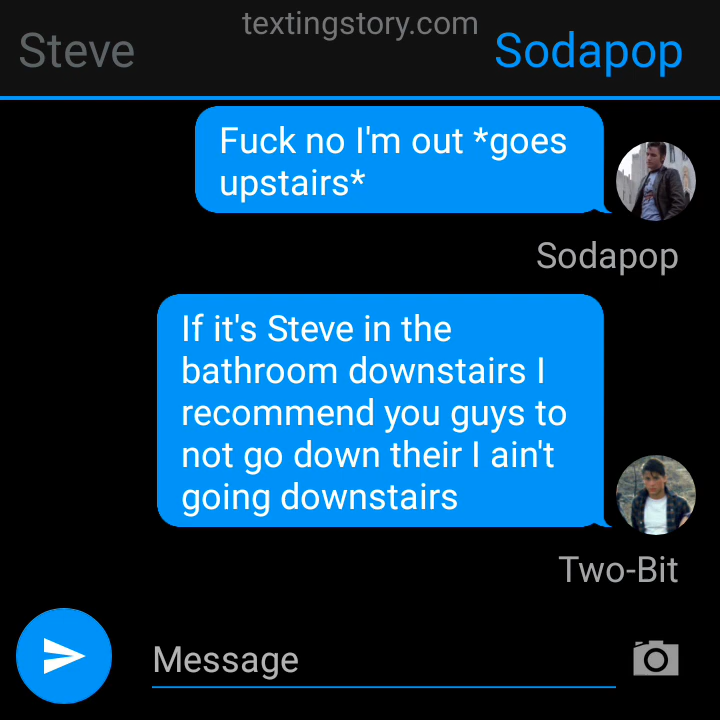 textingstory.com
Steve
Sodapop
Fuck no I'm out *goes
upstairs*
Sodapop
If it's Steve in the
bathroom downstairs I
recommend you guys to
not go down their I ain't
going downstairs
Two-Bit
Message